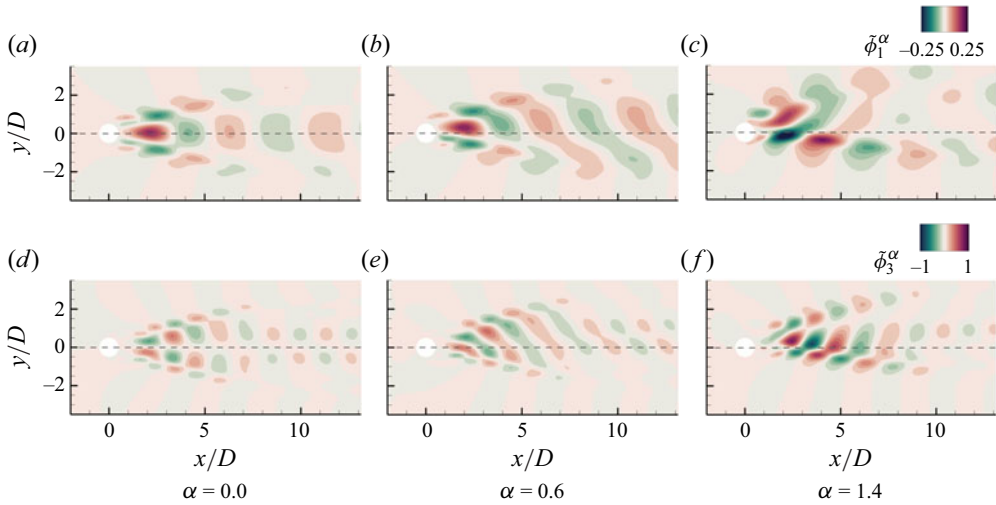 (a) (b) (c) ϕ̃₁^α −0.25 0.25
y/D 2 0 −2
(d) (e) (f) ϕ̃₃^α −1 1
y/D 2 0 −2
0 5 10 0 5 10 0 5 10
x/D x/D x/D
α = 0.0 α = 0.6 α = 1.4